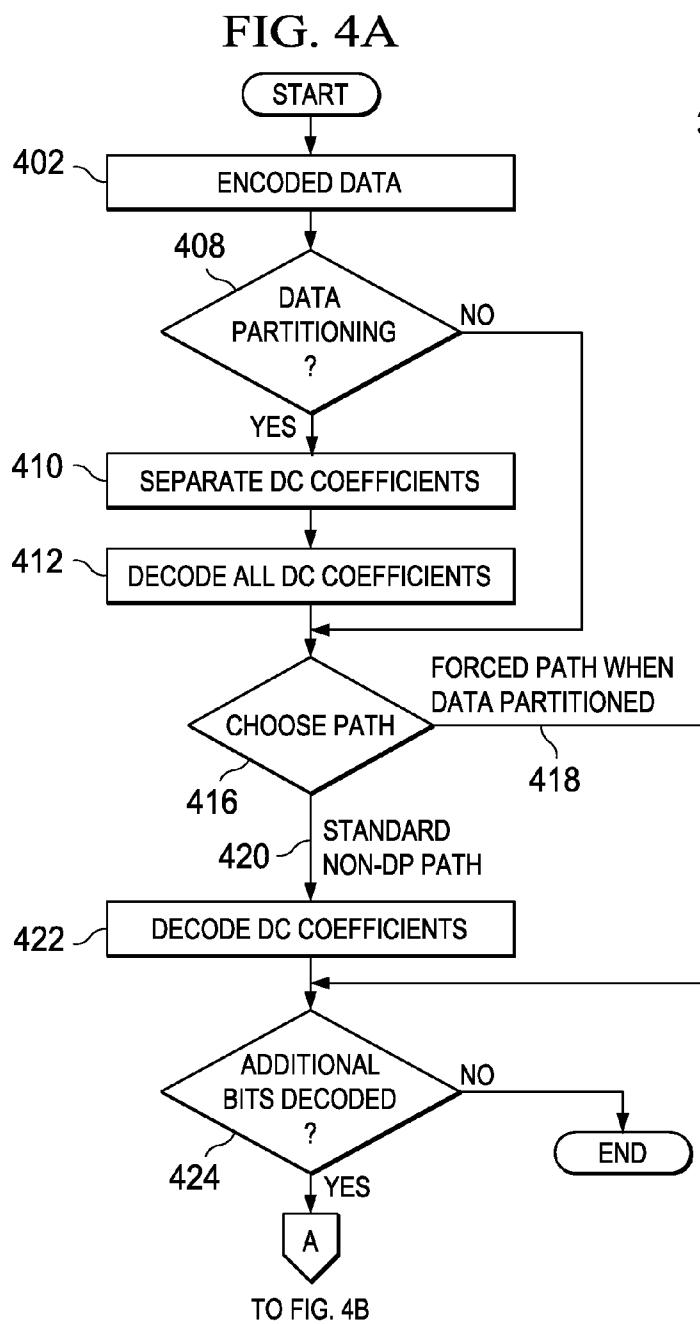 FIG. 4A
START
402
ENCODED DATA
408
DATA
PARTITIONING
?
NO
YES
410
SEPARATE DC COEFFICIENTS
412
DECODE ALL DC COEFFICIENTS
FORCED PATH WHEN
DATA PARTITIONED
CHOOSE PATH
416
418
420
STANDARD
NON-DP PATH
422
DECODE DC COEFFICIENTS
ADDITIONAL
BITS DECODED
?
NO
424
YES
END
A
TO FIG. 4B